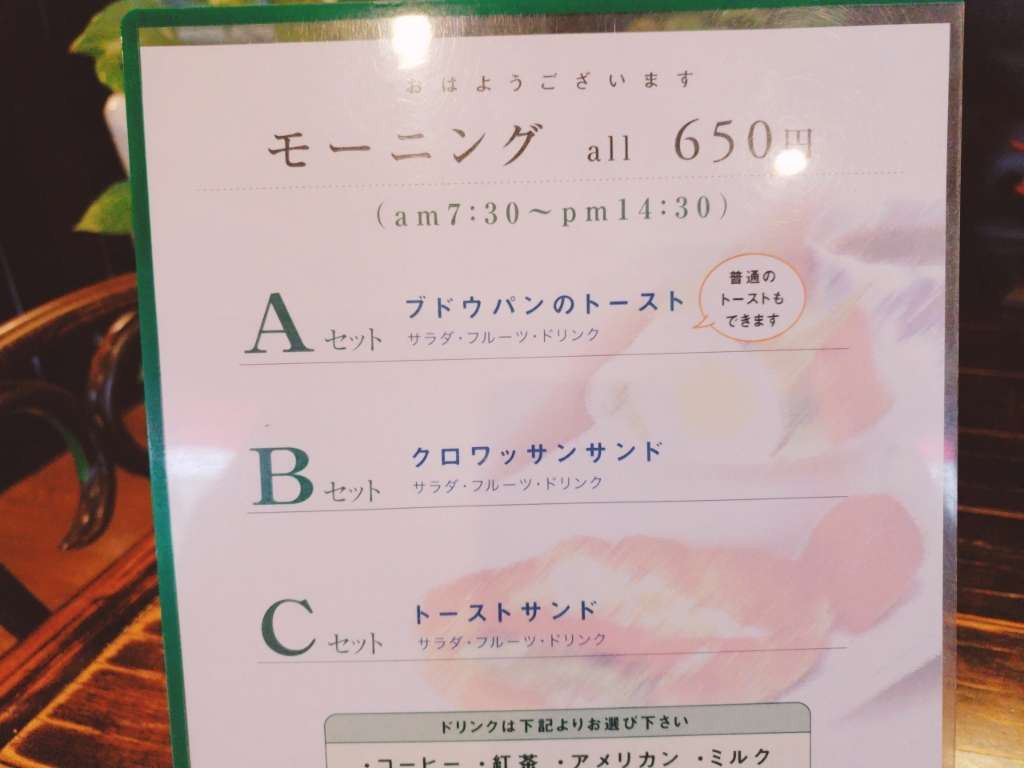 おはようございます
モーニング all 650円
(am7:30～pm14:30)
A セット ブドウパンのトースト
サラダ・フルーツ・ドリンク
普通の
トーストも
できます
B セット クロワッサンサンド
サラダ・フルーツ・ドリンク
C セット トーストサンド
サラダ・フルーツ・ドリンク
ドリンクは下記よりお選び下さい
・コーヒー ・紅茶 ・アメリカン ・ミルク